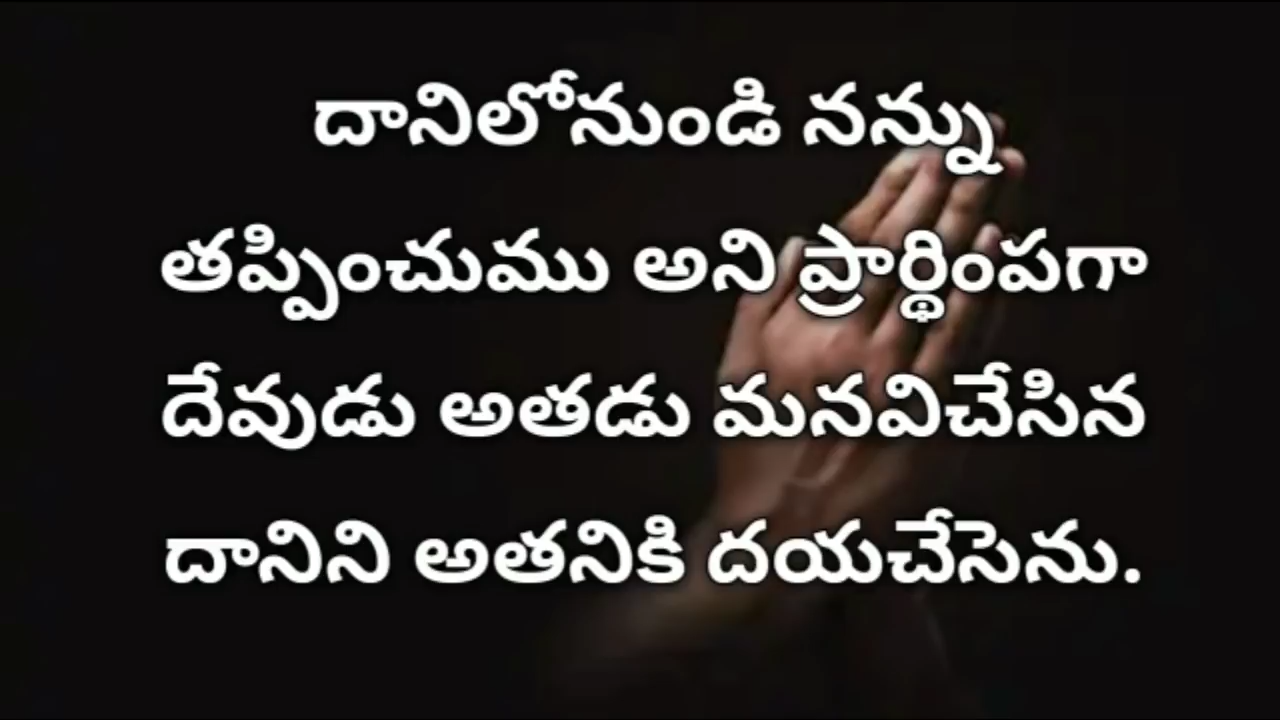 దానిలోనుండి నన్ను
తప్పించుము అని ప్రార్థింపగా
దేవుడు అతడు మనవిచేసిన
దానిని అతనికి దయచేసెను.